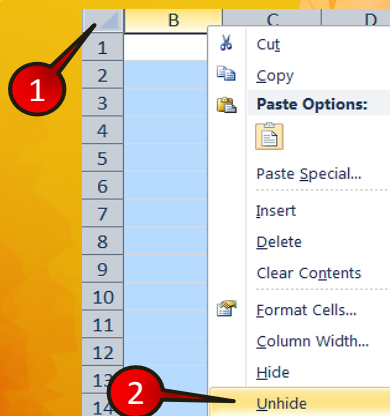 B C D
1
2
3
4
5
6
7
8
9
10
11
12
13
14
1
2
Cut
Copy
Paste Options:
Paste Special...
Insert
Delete
Clear Contents
Format Cells...
Column Width...
Hide
Unhide